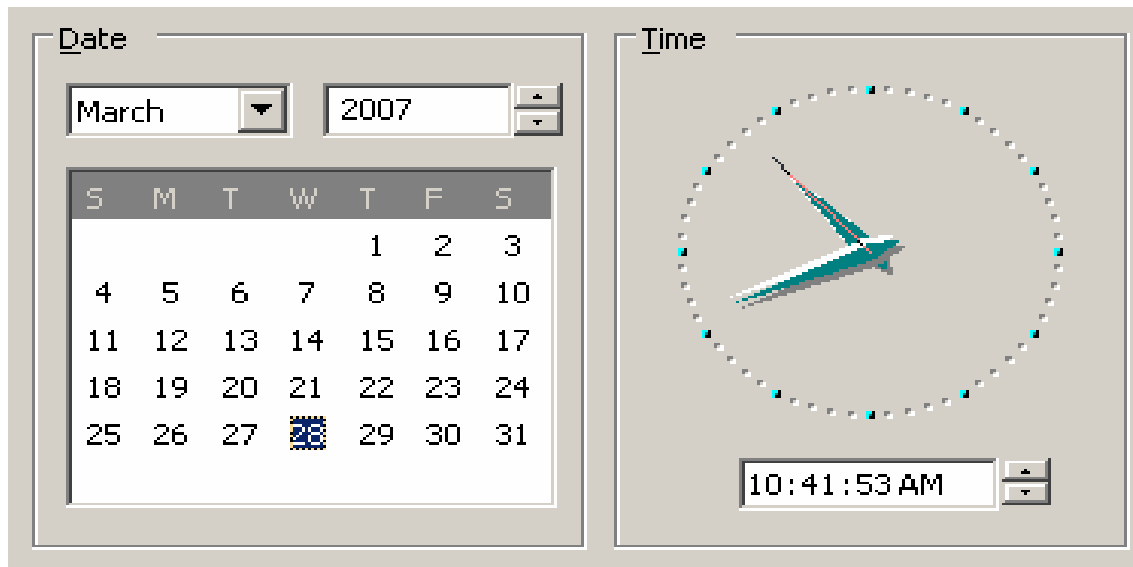 Date
March 2007
S M T W T F S
1 2 3
4 5 6 7 8 9 10
11 12 13 14 15 16 17
18 19 20 21 22 23 24
25 26 27 28 29 30 31
Time
10:41:53 AM